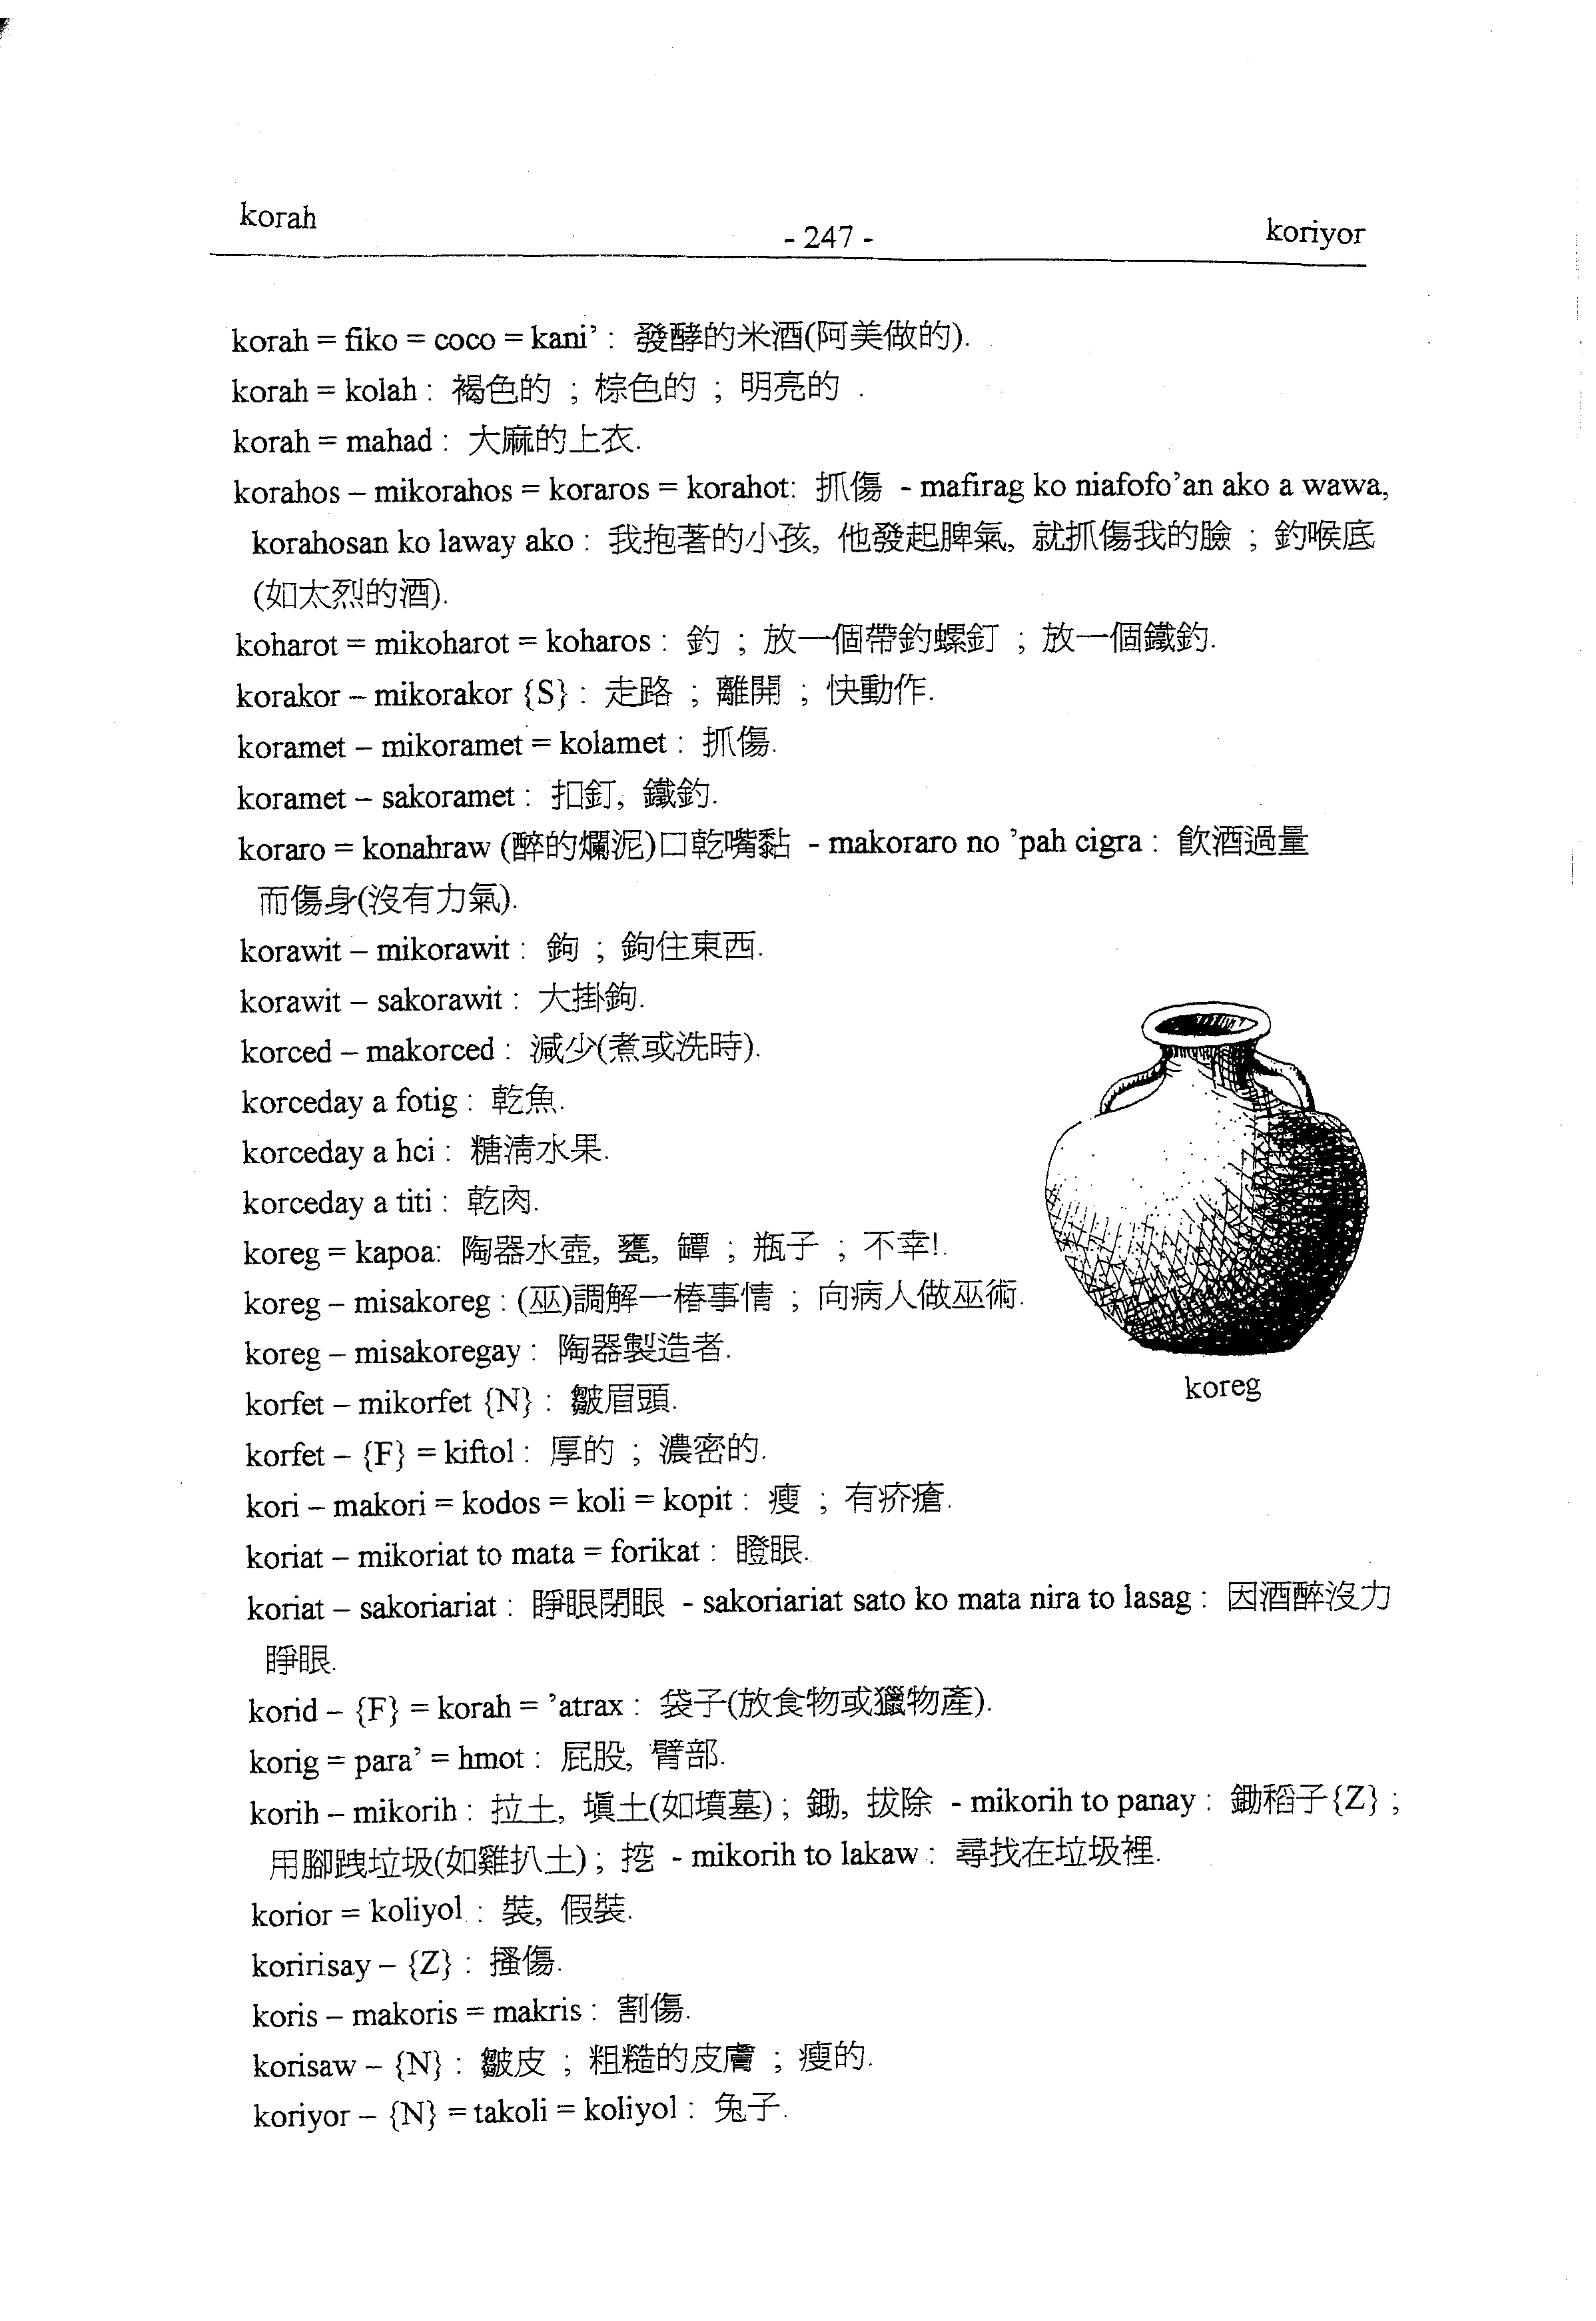 korah
- 247 -
koriyor
korah = fiko = coco = kani’ : 發酵的米酒(阿美做的).
korah = kolah : 褐色的 ; 棕色的 ; 明亮的 .
korah = mahad : 大麻的上衣.
korahos – mikorahos = koraros = korahot: 抓傷 - mafirag ko niafofo’an ako a wawa,
korahosan ko laway ako : 我抱著的小孩, 他發起脾氣, 就抓傷我的臉 ; 釣喉底
(如太烈的酒).
koharot = mikoharot = koharos : 釣 ; 放一個帶釣螺釘 ; 放一個鐵釣.
korakor – mikorakor {S} : 走路 ; 離開 ; 快動作.
koramet – mikoramet = kolamet : 抓傷.
koramet – sakoramet : 扣釘, 鐵釣.
koraro = konahraw (醉的爛泥)口乾嘴黏 - makoraro no ’pah cigra : 飲酒過量
而傷身(沒有力氣).
korawit – mikorawit : 鉤 ; 鉤住東西.
korawit – sakorawit : 大掛鉤.
korced – makorced : 減少(煮或洗時).
korceday a fotig : 乾魚.
korceday a hci : 糖清水果.
korceday a titi : 乾肉.
koreg = kapoa: 陶器水壺, 甕, 罈 ; 瓶子 ; 不幸!.
koreg – misakoreg : (巫)調解一樁事情 ; 向病人做巫術.
koreg – misakoregay : 陶器製造者.
koreg
korfet – mikorfet {N} : 皺眉頭.
korfet – {F} = kiftol : 厚的 ; 濃密的.
kori – makori = kodos = koli = kopit : 瘦 ; 有疥瘡.
koriat – mikoriat to mata = forikat : 瞪眼.
koriat – sakoriariat : 睜眼閉眼 - sakoriariat sato ko mata nira to lasag : 因酒醉沒力
睜眼.
korid – {F} = korah = ’atrax : 袋子(放食物或獵物產).
korig = para’ = hmot : 屁股, 臂部.
korih – mikorih : 拉土, 填土(如墳墓) ; 鋤, 拔除 - mikorih to panay : 鋤稻子{Z} ;
用腳跩垃圾(如雞扒土) ; 挖 - mikorih to lakaw : 尋找在垃圾裡.
korior = koliyol : 裝, 假裝.
koririsay – {Z} : 搔傷.
koris – makoris = makris : 割傷.
korisaw – {N} : 皺皮 ; 粗糙的皮膚 ; 瘦的.
koriyor – {N} = takoli = koliyol : 兔子.